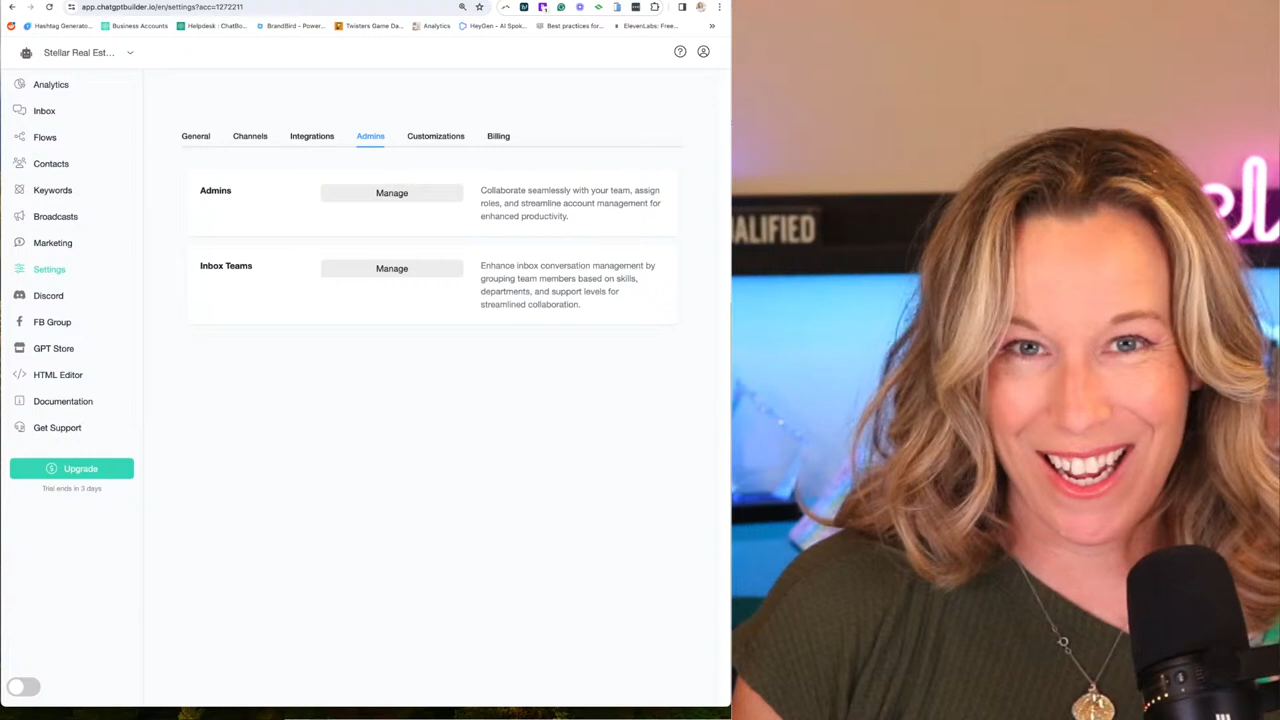 app.chatgptbuilder.io/en/settings?acc=1272211
Hashtag Generato...
Business Accounts
Helpdesk : ChatBo...
BrandBird - Power...
Twisters Game Da...
Analytics
HeyGen - AI Spok...
Best practices for...
ElevenLabs: Free...
Stellar Real Est...
Analytics
Inbox
Flows
Contacts
Keywords
Broadcasts
Marketing
Settings
Discord
FB Group
GPT Store
HTML Editor
Documentation
Get Support
Upgrade
Trial ends in 3 days
General
Channels
Integrations
Admins
Customizations
Billing
Admins
Manage
Collaborate seamlessly with your team, assign
roles, and streamline account management for
enhanced productivity.
Inbox Teams
Manage
Enhance inbox conversation management by
grouping team members based on skills,
departments, and support levels for
streamlined collaboration.
ALIFIED
el